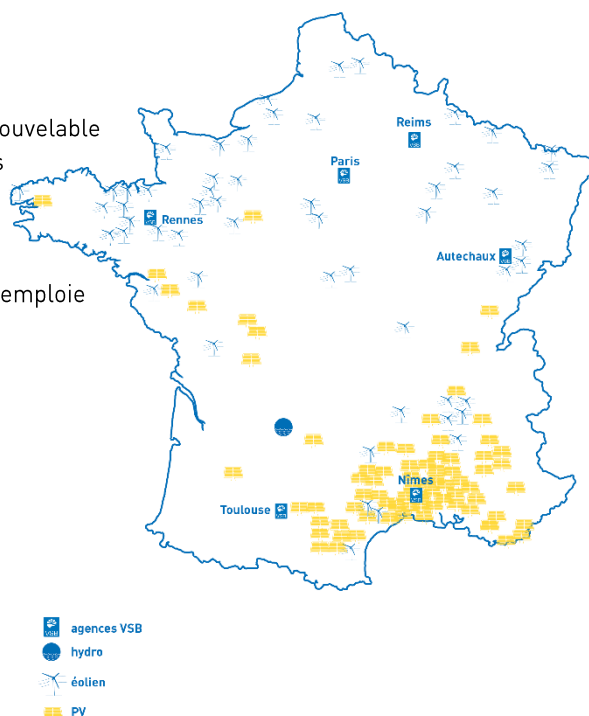 ouvelable
s
emploie
Reims
Paris
Rennes
Autechaux
Nîmes
Toulouse
agences VSB
hydro
éolien
PV